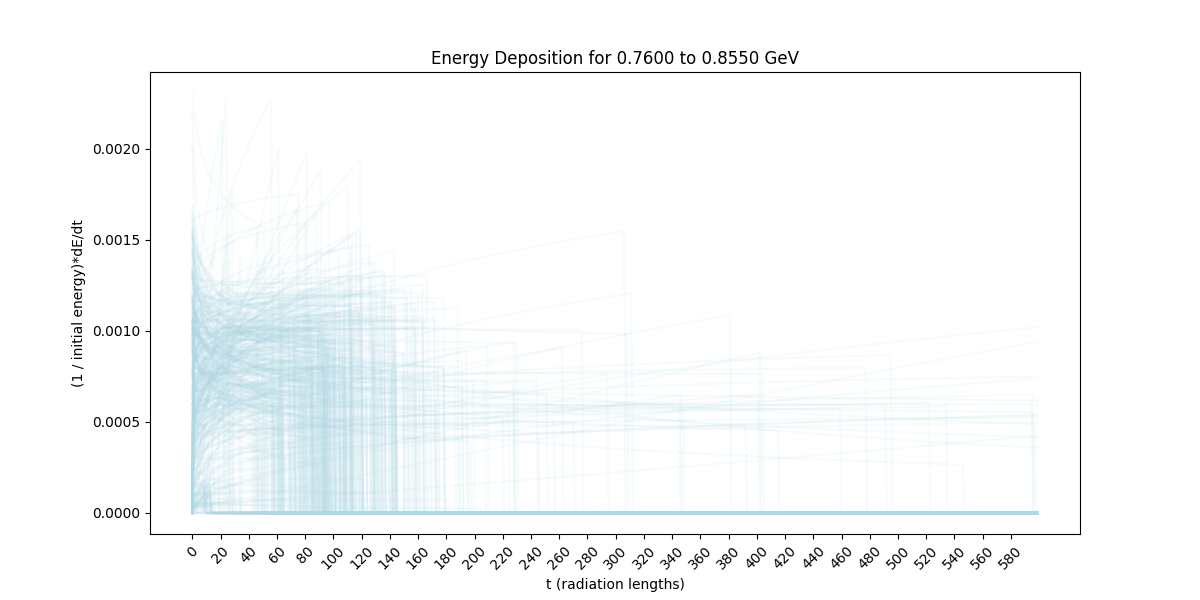 Energy Deposition for 0.7600 to 0.8550 GeV
(1 / initial energy)*dE/dt
0.0020
0.0015
0.0010
0.0005
0.0000
0 20 40 60 80 100 120 140 160 180 200 220 240 260 280 300 320 340 360 380 400 420 440 460 480 500 520 540 560 580
t (radiation lengths)